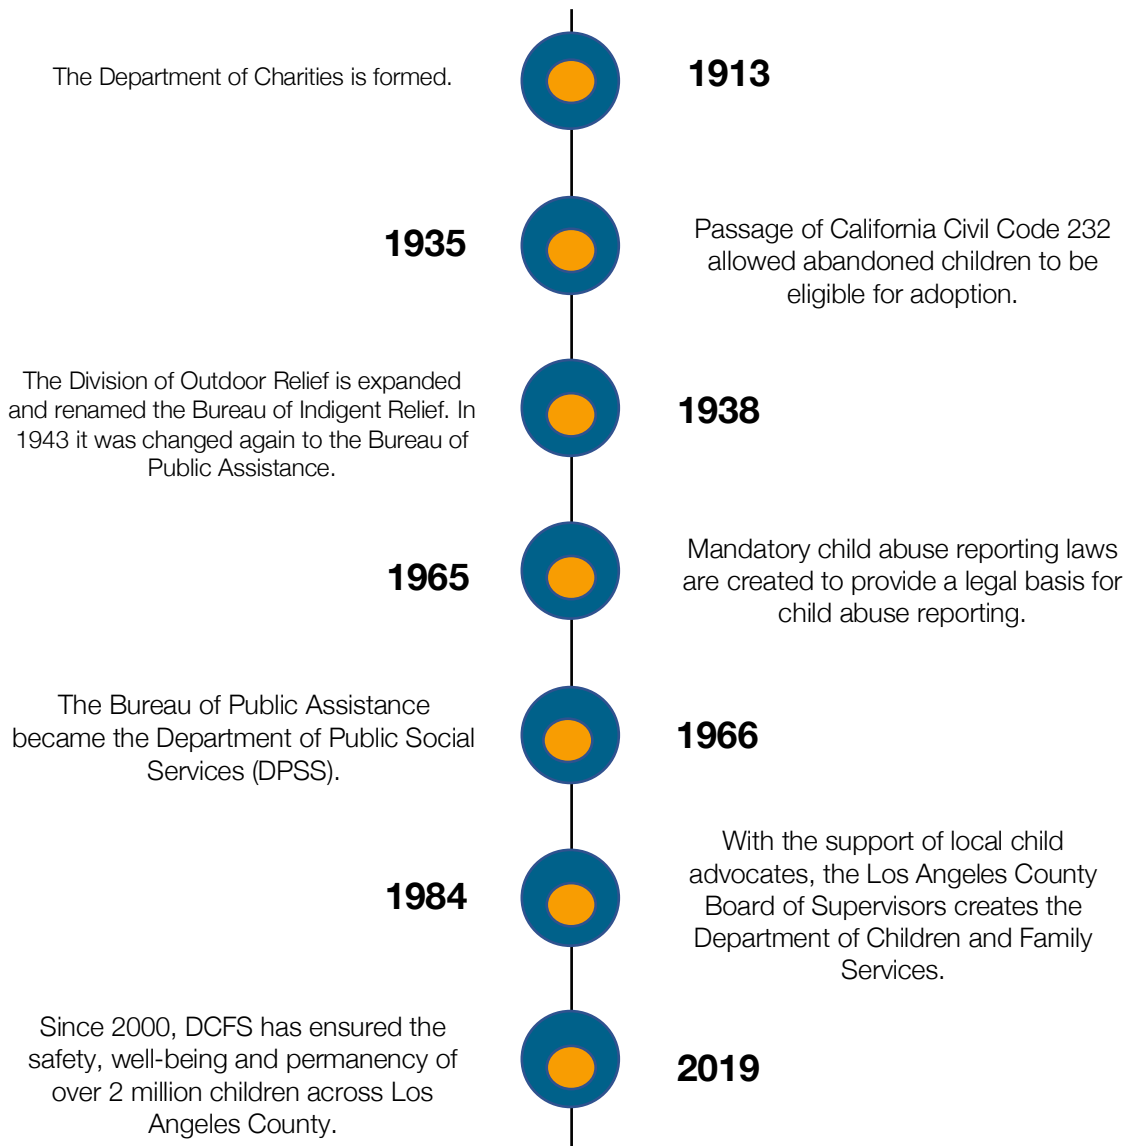 The Department of Charities is formed.
1913
1935
Passage of California Civil Code 232
allowed abandoned children to be
eligible for adoption.
The Division of Outdoor Relief is expanded
and renamed the Bureau of Indigent Relief. In
1943 it was changed again to the Bureau of
Public Assistance.
1938
1965
Mandatory child abuse reporting laws
are created to provide a legal basis for
child abuse reporting.
The Bureau of Public Assistance
became the Department of Public Social
Services (DPSS).
1966
1984
With the support of local child
advocates, the Los Angeles County
Board of Supervisors creates the
Department of Children and Family
Services.
Since 2000, DCFS has ensured the
safety, well-being and permanency of
over 2 million children across Los
Angeles County.
2019